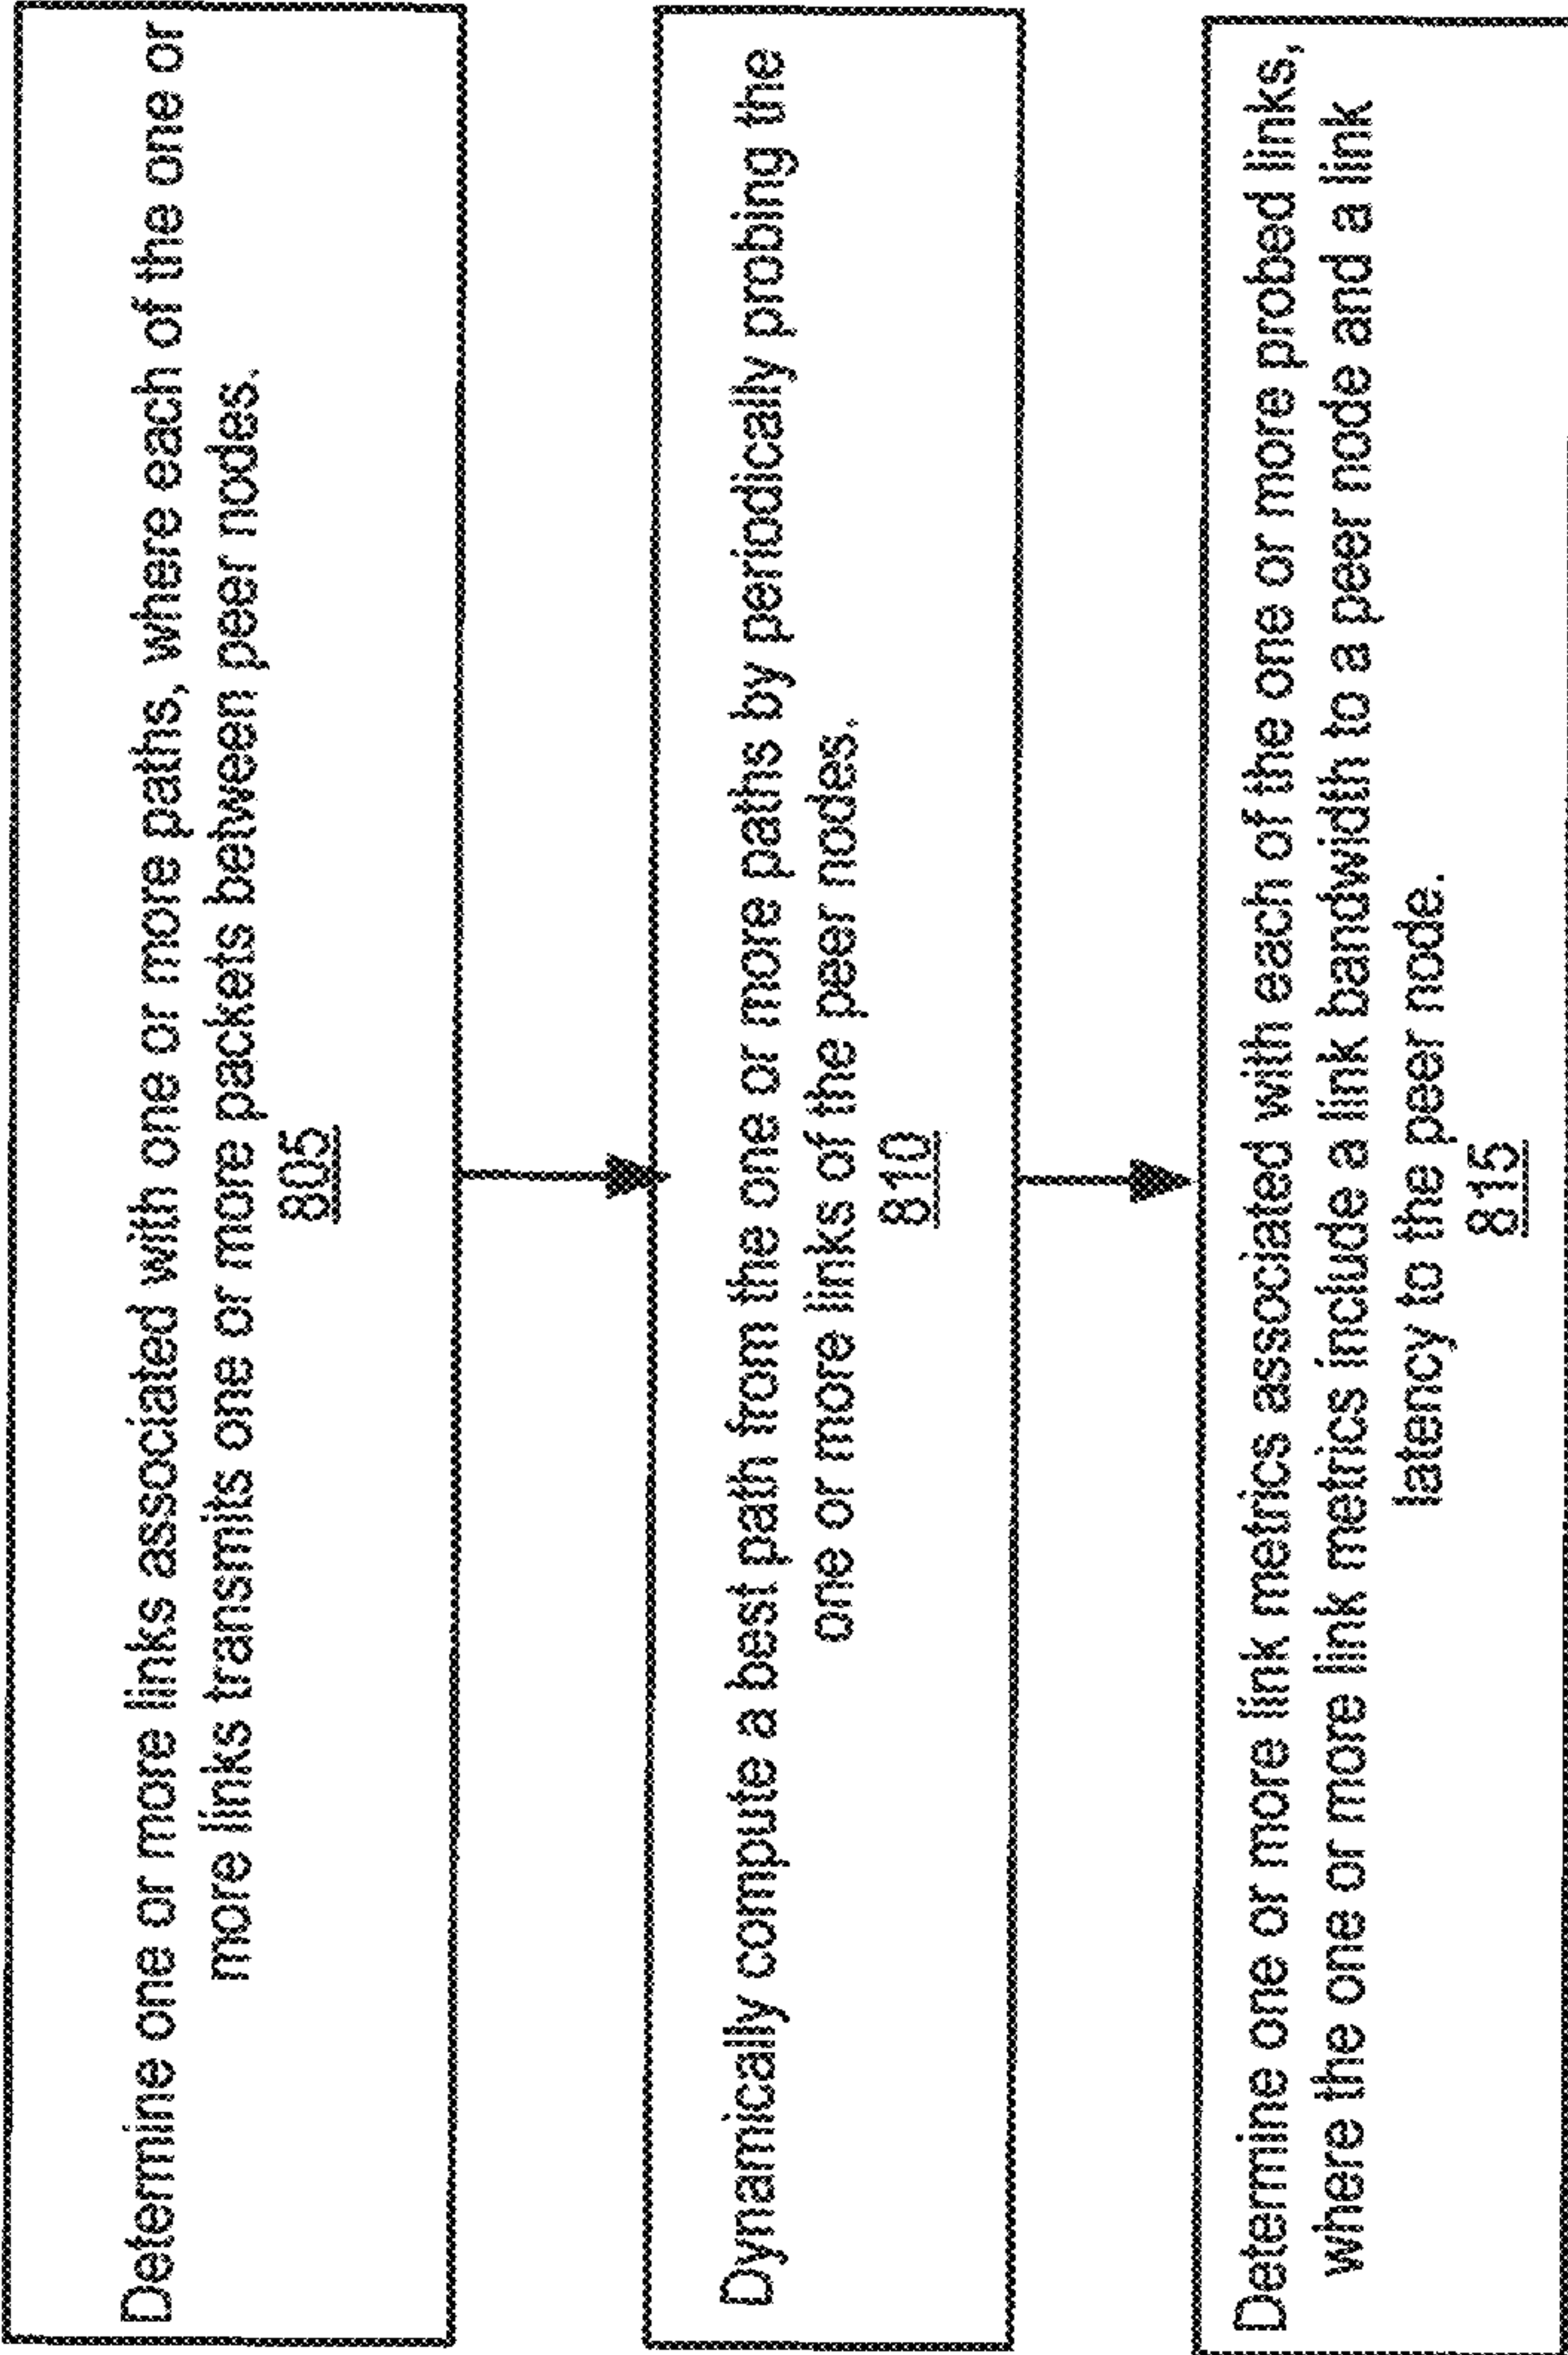 Determine one or more links associated with one or more paths, where each of the one or
more links transmits one or more packets between peer nodes.
805
Dynamically compute a best path from the one or more paths by periodically probing the
one or more links of the peer nodes.
810
Determine one or more link metrics associated with each of the one or more probed links,
where the one or more link metrics include a link bandwidth to a peer node and a link
latency to the peer node.
815